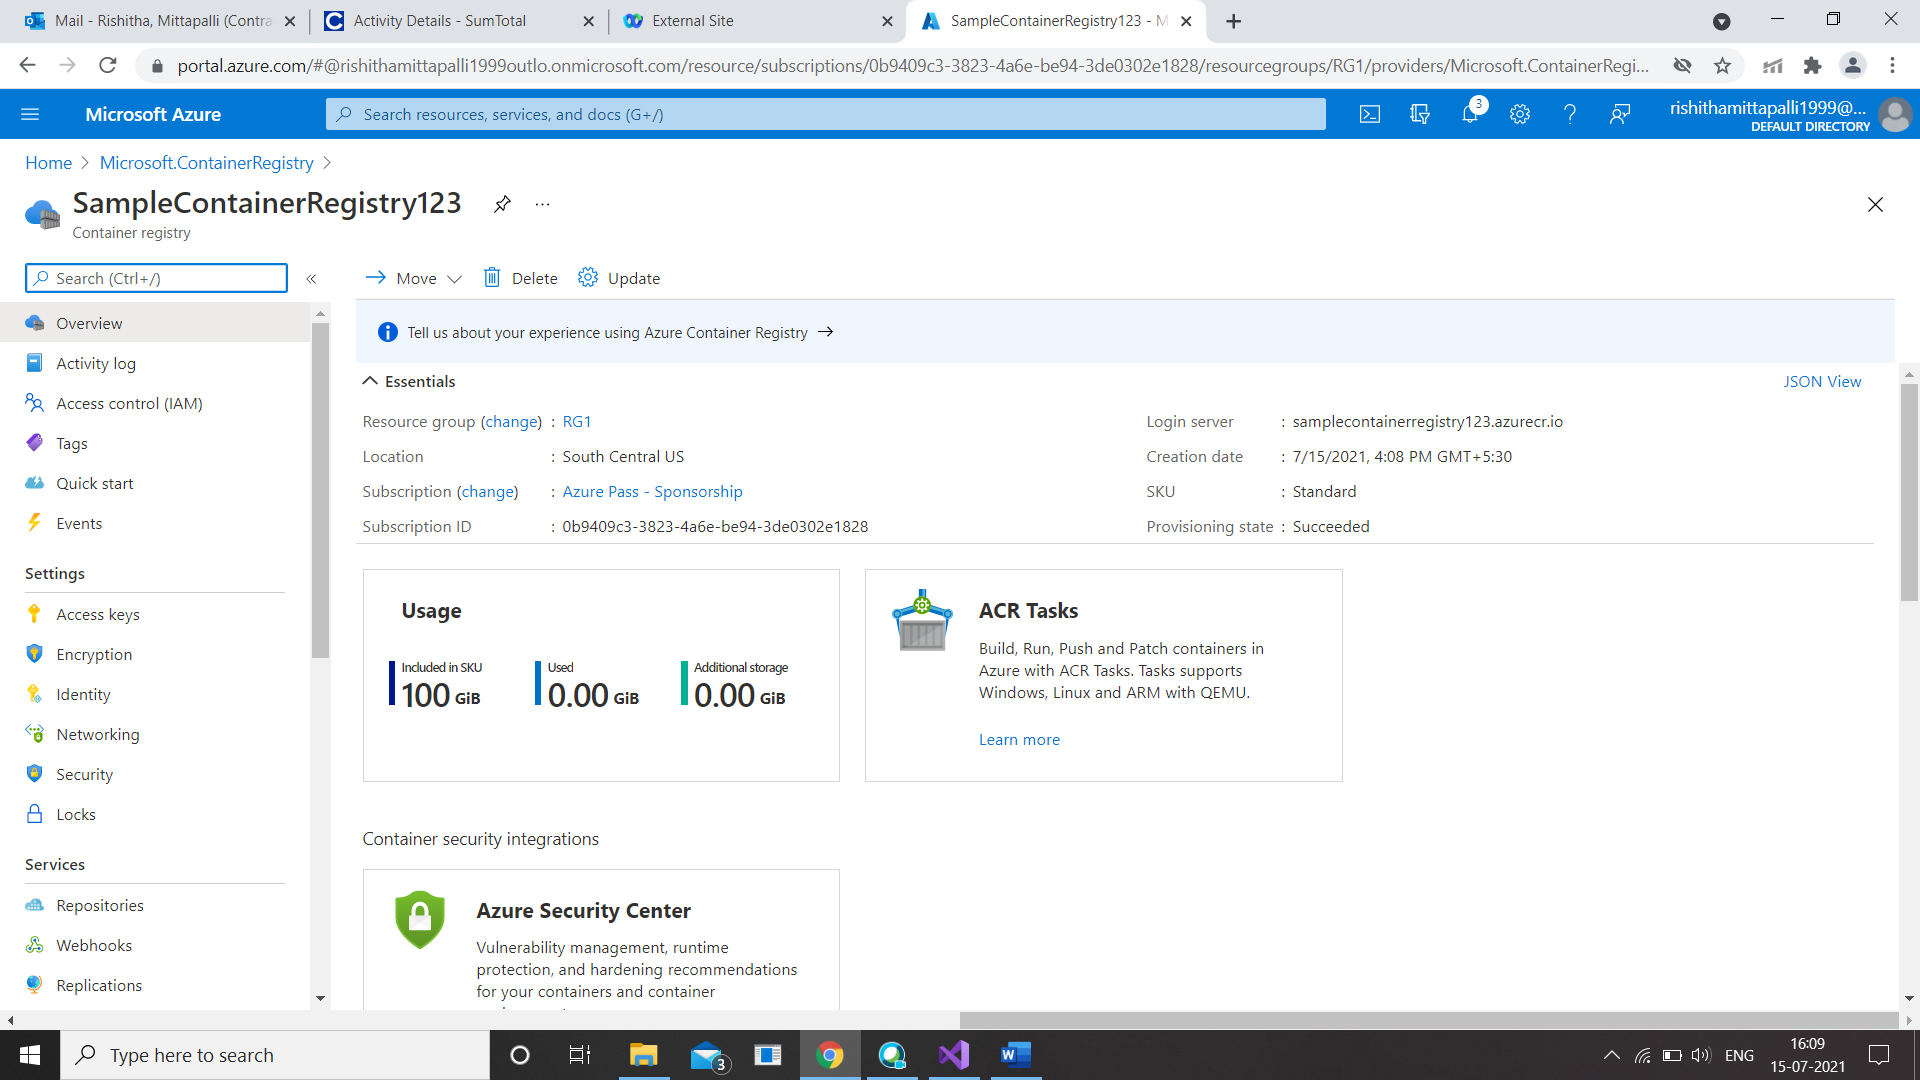 Mail - Rishitha, Mittapalli (Contra
Activity Details - SumTotal
External Site
SampleContainerRegistry123 - M
portal.azure.com/#@rishithamittapalli1999outlo.onmicrosoft.com/resource/subscriptions/0b9409c3-3823-4a6e-be94-3de0302e1828/resourcegroups/RG1/providers/Microsoft.ContainerRegi...
Microsoft Azure
Search resources, services, and docs (G+/)
3
rishithamittapalli1999@...
DEFAULT DIRECTORY
Home > Microsoft.ContainerRegistry >
SampleContainerRegistry123
Container registry
Search (Ctrl+/)
Overview
Activity log
Access control (IAM)
Tags
Quick start
Events
Settings
Access keys
Encryption
Identity
Networking
Security
Locks
Services
Repositories
Webhooks
Replications
Move
Delete
Update
Tell us about your experience using Azure Container Registry →
Essentials
JSON View
Resource group (change) : RG1
Location : South Central US
Subscription (change) : Azure Pass - Sponsorship
Subscription ID : 0b9409c3-3823-4a6e-be94-3de0302e1828
Login server : samplecontainerregistry123.azurecr.io
Creation date : 7/15/2021, 4:08 PM GMT+5:30
SKU : Standard
Provisioning state : Succeeded
Usage
Included in SKU
100 GiB
Used
0.00 GiB
Additional storage
0.00 GiB
ACR Tasks
Build, Run, Push and Patch containers in
Azure with ACR Tasks. Tasks supports
Windows, Linux and ARM with QEMU.
Learn more
Container security integrations
Azure Security Center
Vulnerability management, runtime
protection, and hardening recommendations
for your containers and container
Type here to search
3
ENG
16:09
15-07-2021